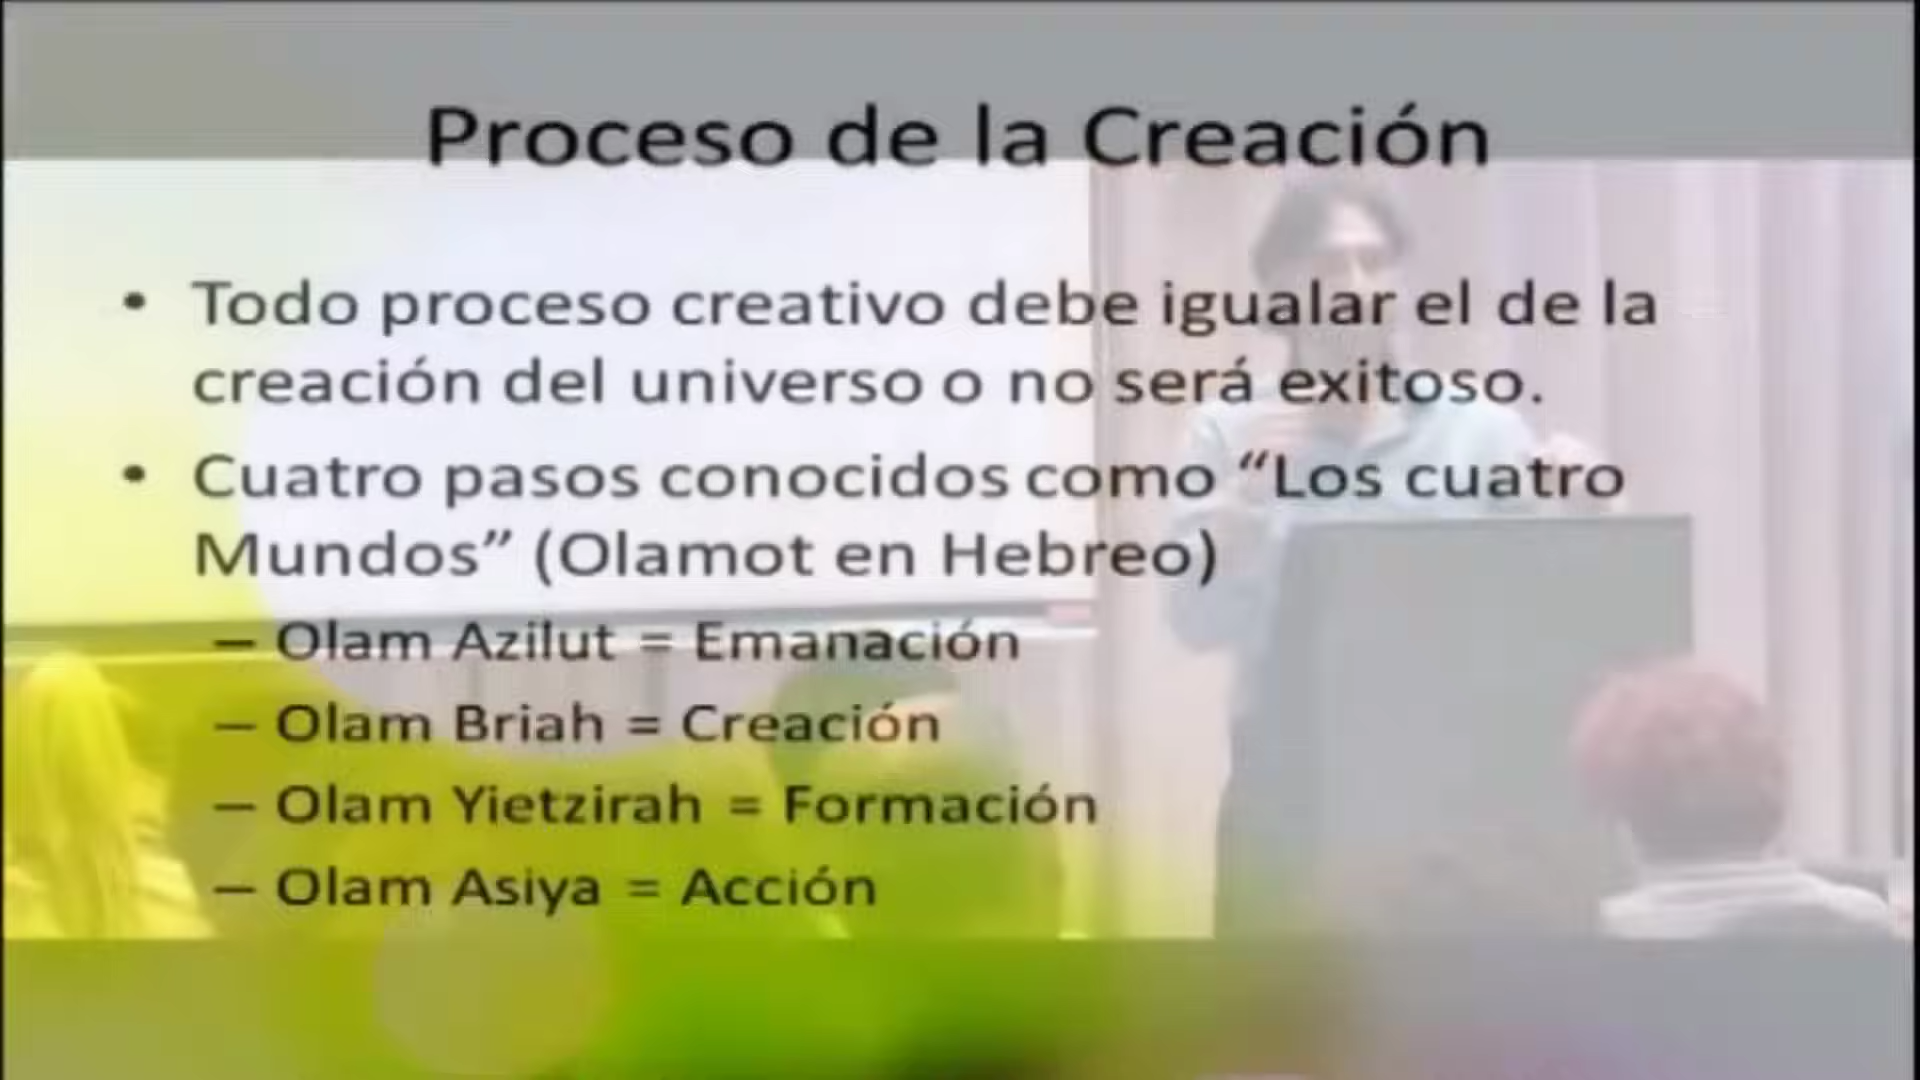 Proceso de la Creación
• Todo proceso creativo debe igualar el de la
creación del universo o no será exitoso.
• Cuatro pasos conocidos como “Los cuatro
Mundos” (Olamot en Hebreo)
– Olam Azilut = Emanación
– Olam Briah = Creación
– Olam Yietzirah = Formación
– Olam Asiya = Acción